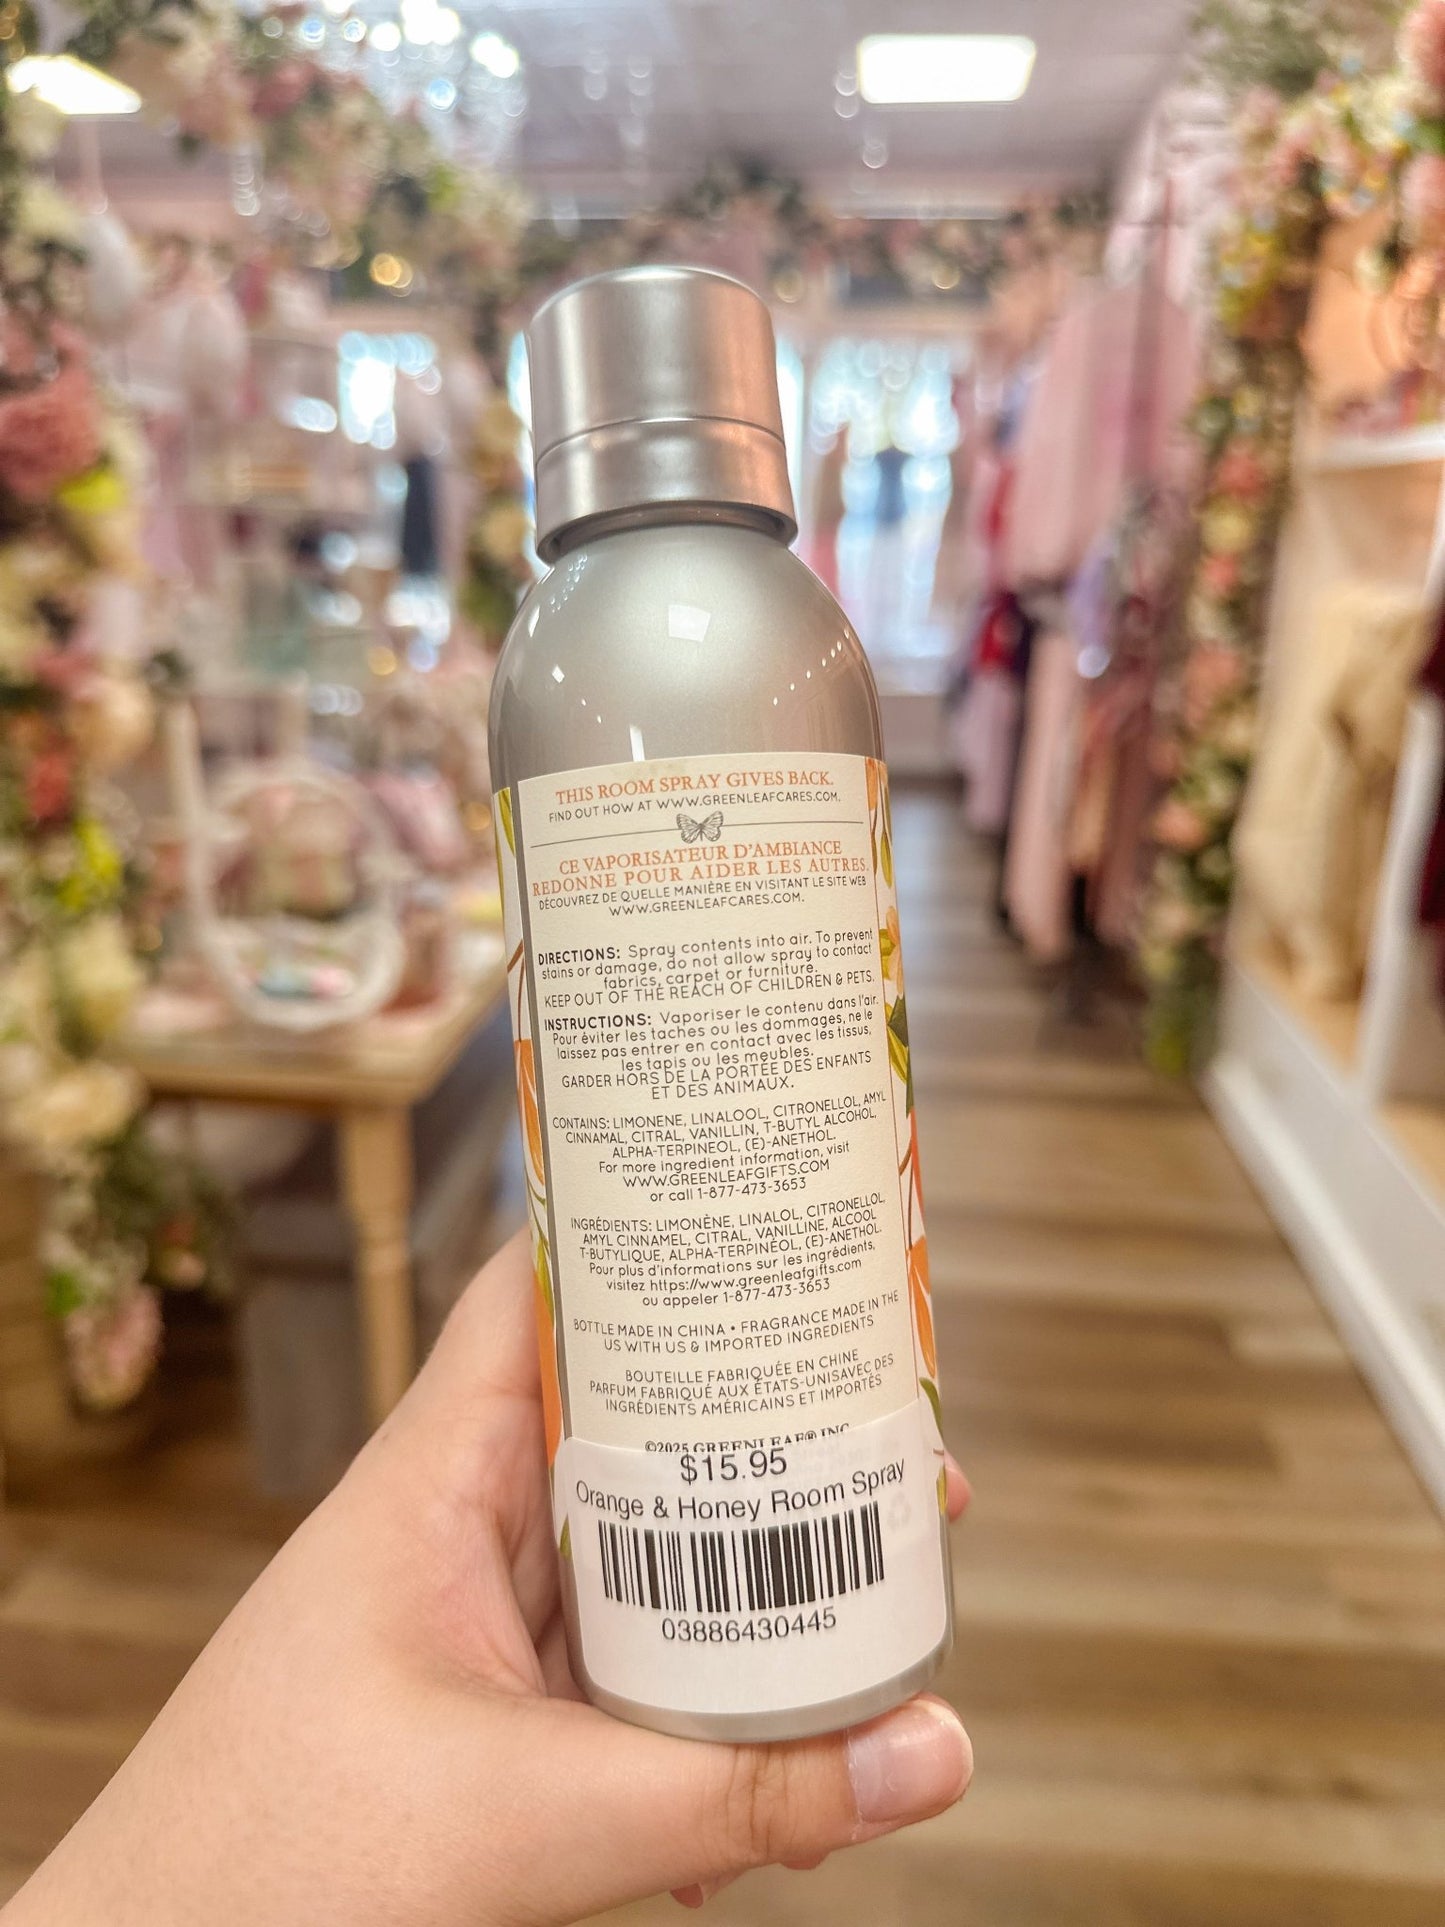 THIS ROOM SPRAY GIVES BACK.
FIND OUT HOW AT WWW.GREENLEAFCARES.COM.
CE VAPORISATEUR D'AMBIANCE
REDONNE POUR AIDER LES AUTRES.
DÉCOUVREZ DE QUELLE MANIÈRE EN VISITANT LE SITE WEB
WWW.GREENLEAFCARES.COM.
DIRECTIONS: Spray contents into air. To prevent
stains or damage, do not allow spray to contact
fabrics, carpet or furniture.
KEEP OUT OF THE REACH OF CHILDREN & PETS.
INSTRUCTIONS: Vaporiser le contenu dans l'air.
Pour éviter les taches ou les dommages, ne le
laissez pas entrer en contact avec les tissus,
les tapis ou les meubles.
GARDER HORS DE LA PORTÉE DES ENFANTS
ET DES ANIMAUX.
CONTAINS: LIMONENE, LINALOOL, CITRONELLOL, AMYL
CINNAMAL, CITRAL, VANILLIN, T-BUTYL ALCOHOL,
ALPHA-TERPINEOL, (E)-ANETHOL.
For more ingredient information, visit
WWW.GREENLEAFGIFTS.COM
or call 1-877-473-3653
INGRÉDIENTS: LIMONÈNE, LINALOL, CITRONELLOL,
AMYL CINNAMEL, CITRAL, VANILLINE, ALCOOL
T-BUTYLIQUE, ALPHA-TERPINÉOL, (E)-ANETHOL.
Pour plus d'informations sur les ingrédients,
visitez https://www.greenleafgifts.com
ou appeler 1-877-473-3653
BOTTLE MADE IN CHINA • FRAGRANCE MADE IN THE
US WITH US & IMPORTED INGREDIENTS
BOUTEILLE FABRIQUÉE EN CHINE
PARFUM FABRIQUÉ AUX ÉTATS-UNISAVEC DES
INGRÉDIENTS AMÉRICAINS ET IMPORTÉS
©2025 GREENLEAF® INC
$15.95
Orange & Honey Room Spray
03886430445